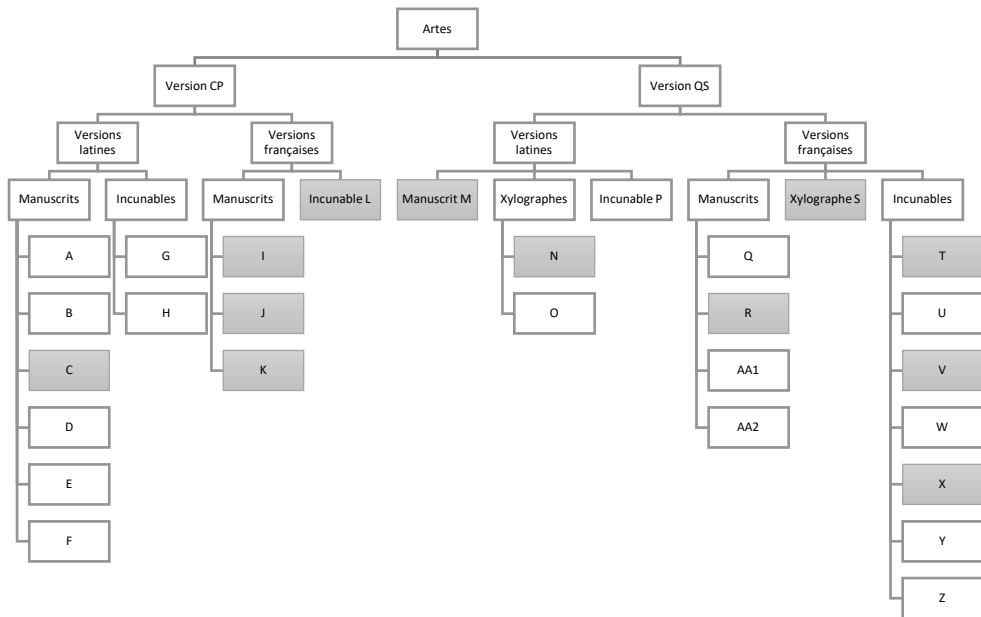 Artes
Version CP
Version QS
Versions
latines
Versions
françaises
Versions
latines
Versions
françaises
Manuscrits
Incunables
Manuscrits
Incunable L
Manuscrit M
Xylographes
Incunable P
Manuscrits
Xylographe S
Incunables
A
G
I
N
Q
T
B
H
J
O
R
U
C
K
AA1
V
D
AA2
W
E
X
F
Y
Z